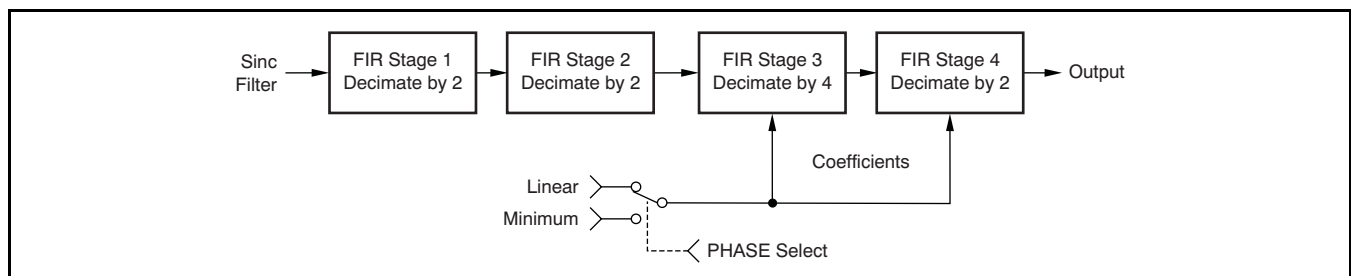 Sinc
Filter
FIR Stage 1
Decimate by 2
FIR Stage 2
Decimate by 2
FIR Stage 3
Decimate by 4
FIR Stage 4
Decimate by 2
Output
Coefficients
Linear
Minimum
PHASE Select